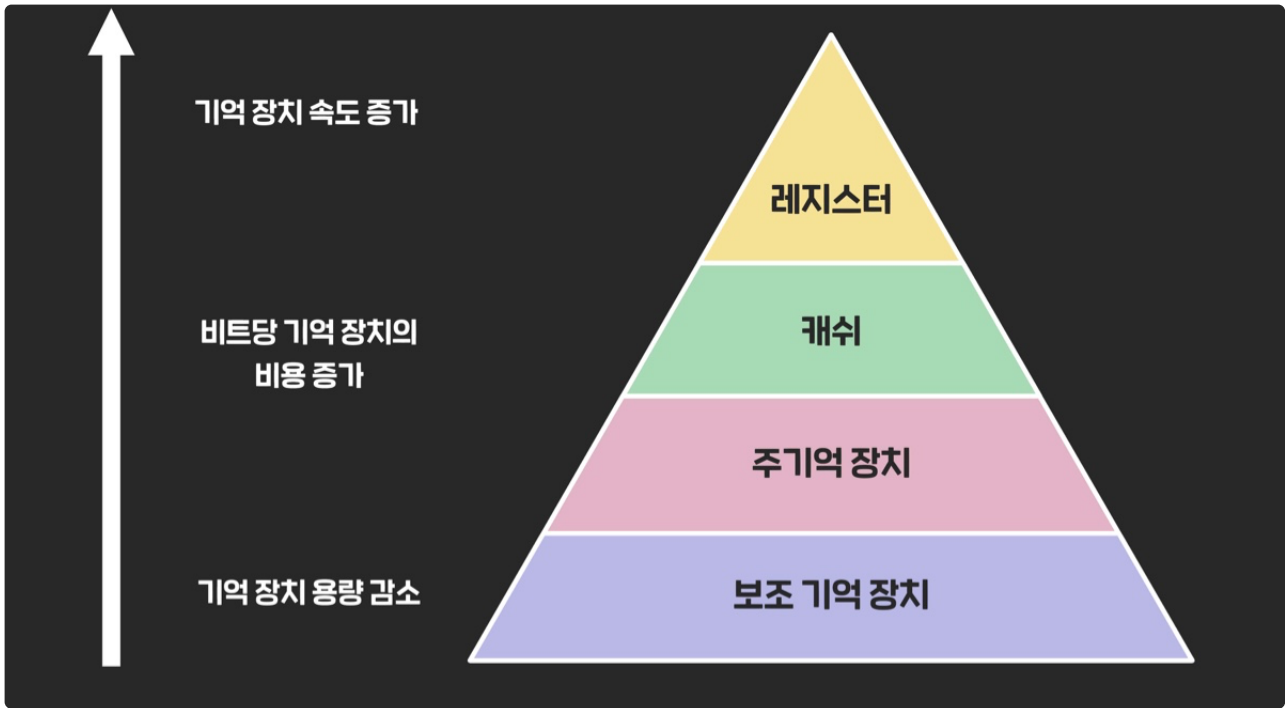 기억 장치 속도 증가
레지스터
비트당 기억 장치의
비용 증가
캐쉬
주기억 장치
기억 장치 용량 감소
보조 기억 장치